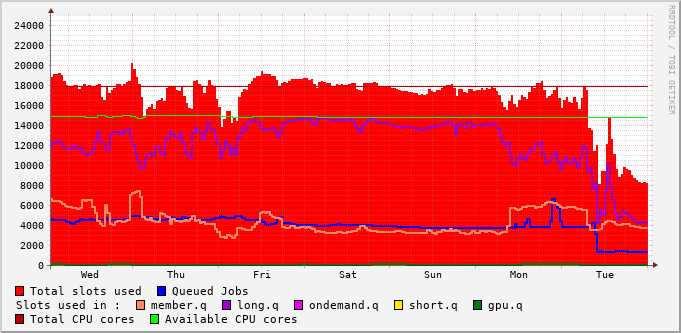 24000
22000
20000
18000
16000
14000
12000
10000
8000
6000
4000
2000
0
Wed Thu Fri Sat Sun Mon Tue
RRDTOOL / TOBI OETIKER
Total slots used Queued Jobs
Slots used in : member.q long.q ondemand.q short.q gpu.q
Total CPU cores Available CPU cores